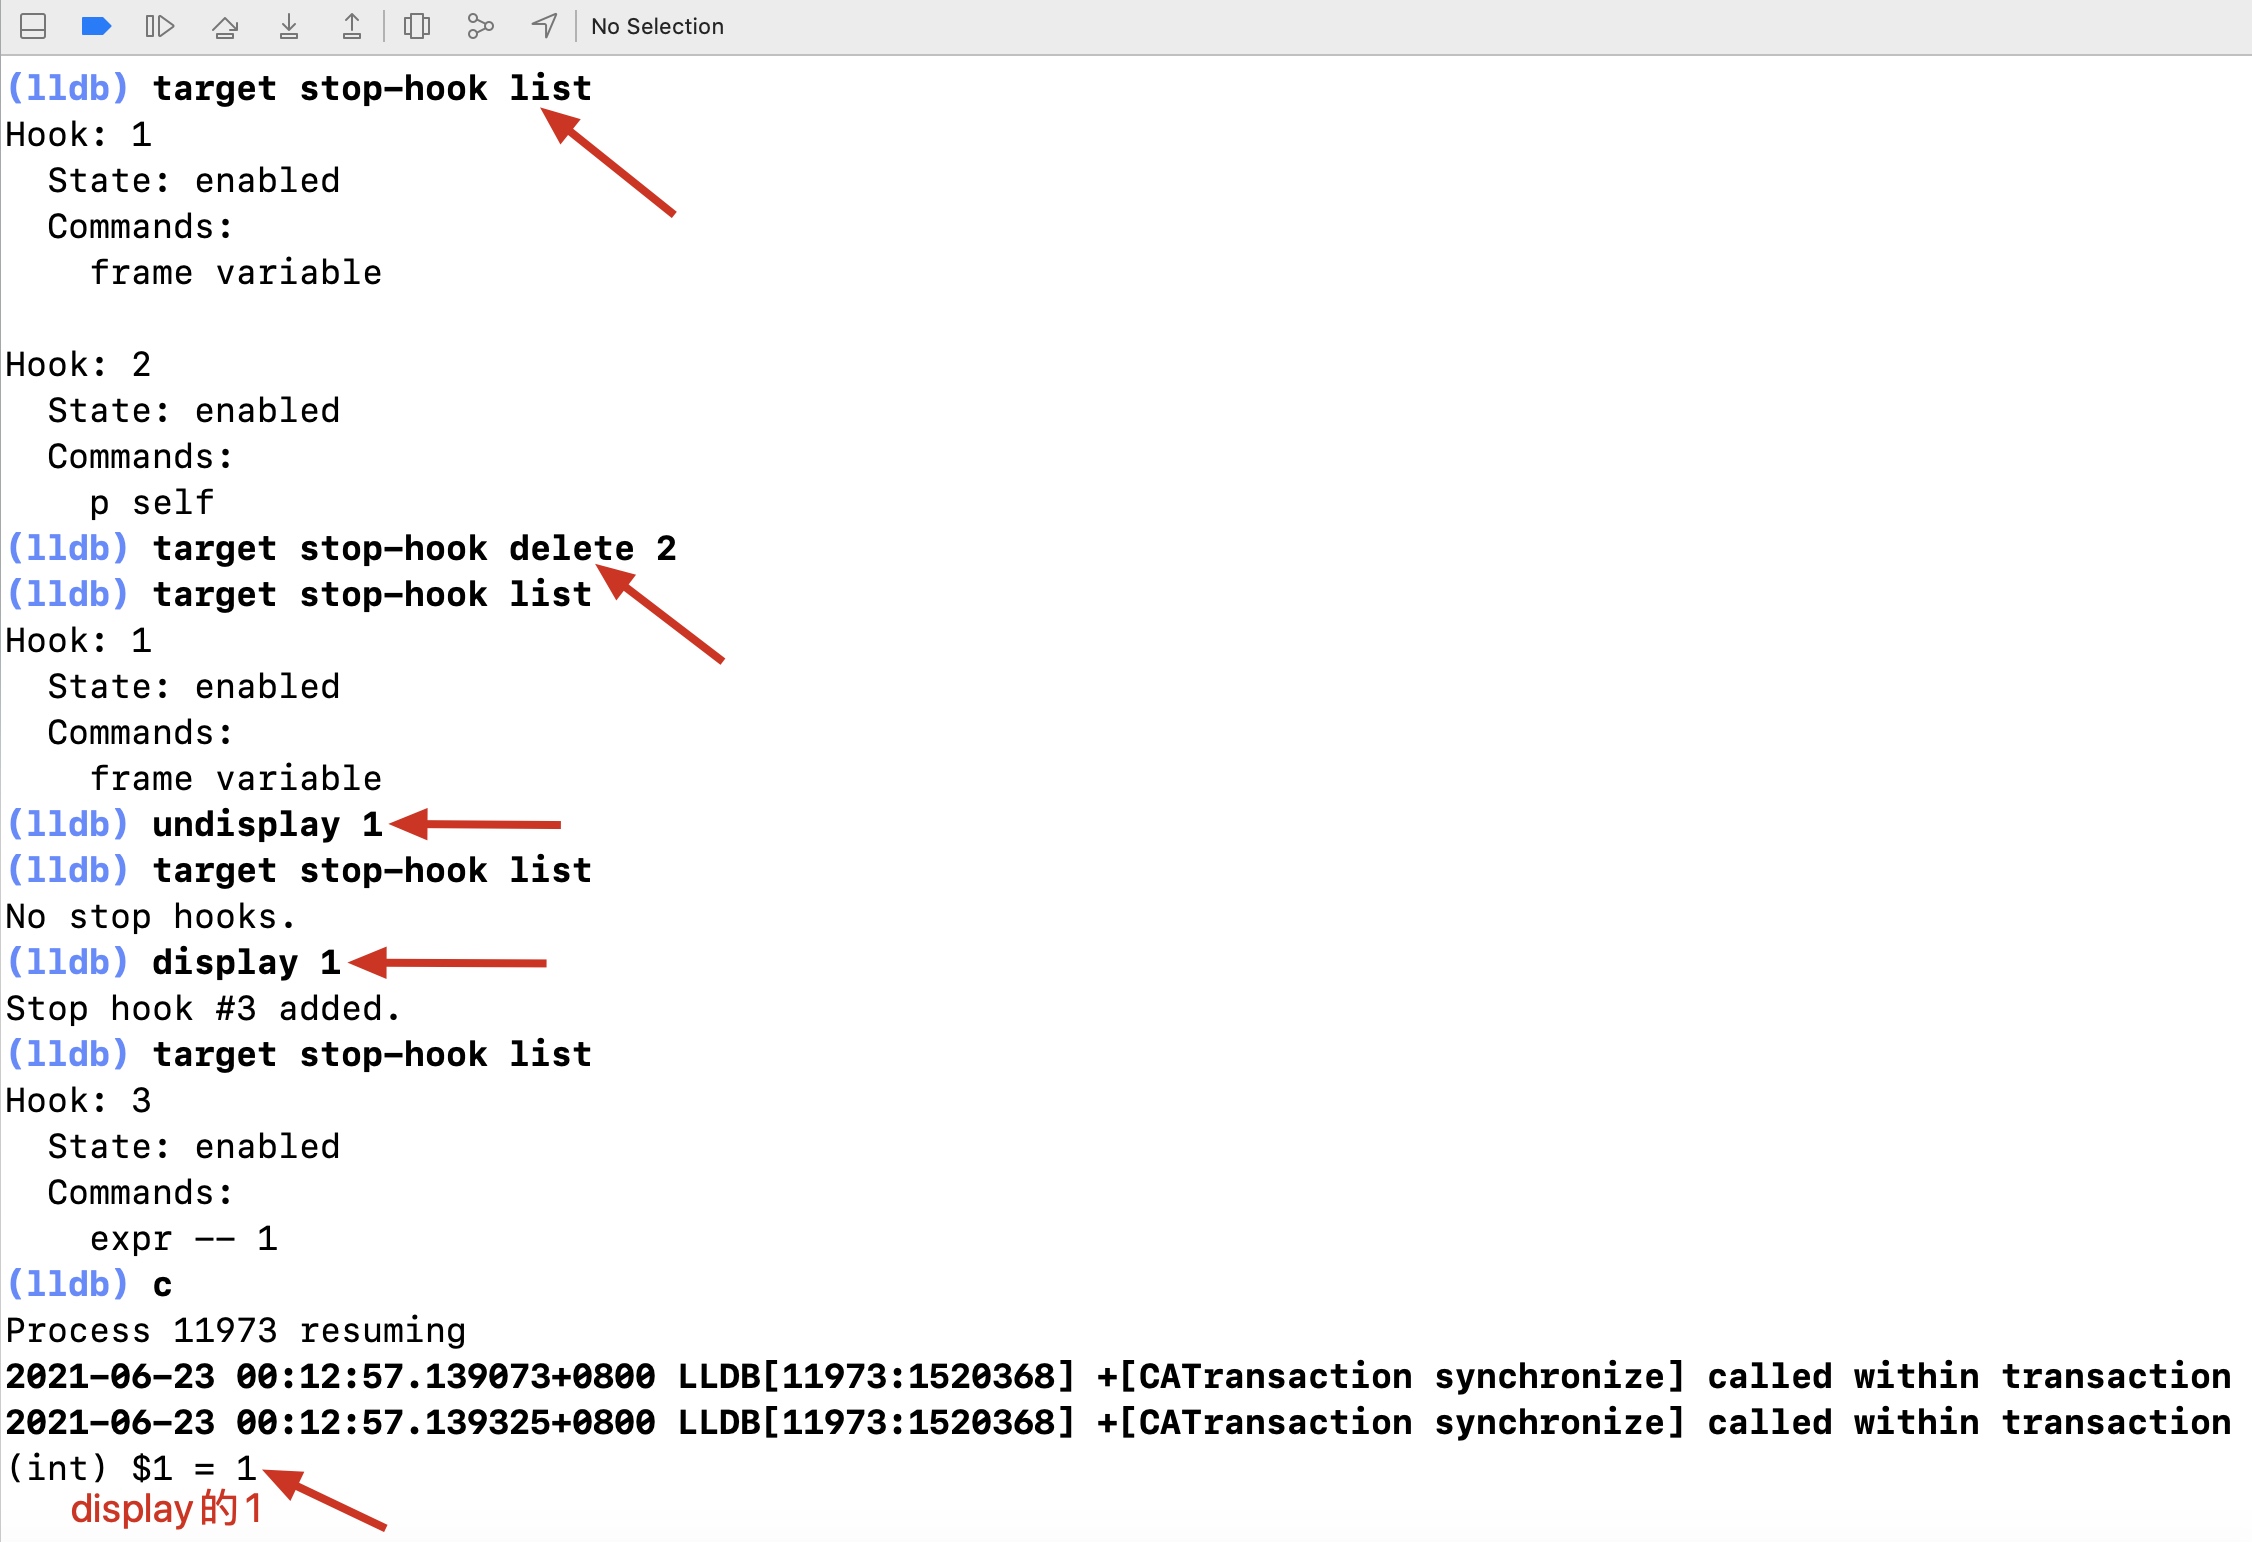 No Selection
(lldb) target stop-hook list
Hook: 1
  State: enabled
  Commands:
    frame variable

Hook: 2
  State: enabled
  Commands:
    p self
(lldb) target stop-hook delete 2
(lldb) target stop-hook list
Hook: 1
  State: enabled
  Commands:
    frame variable
(lldb) undisplay 1
(lldb) target stop-hook list
No stop hooks.
(lldb) display 1
Stop hook #3 added.
(lldb) target stop-hook list
Hook: 3
  State: enabled
  Commands:
    expr -- 1
(lldb) c
Process 11973 resuming
2021-06-23 00:12:57.139073+0800 LLDB[11973:1520368] +[CATransaction synchronize] called within transaction
2021-06-23 00:12:57.139325+0800 LLDB[11973:1520368] +[CATransaction synchronize] called within transaction
(int) $1 = 1
display的1